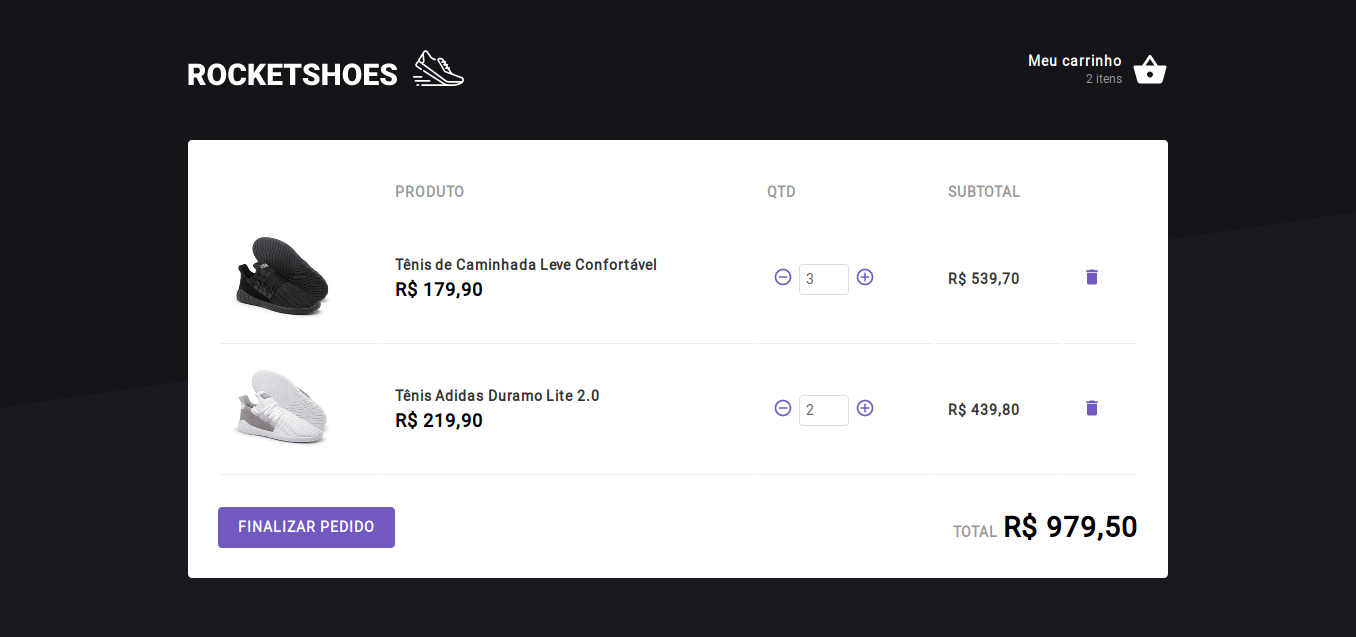 ROCKETSHOES
Meu carrinho
2 itens
PRODUTO QTD SUBTOTAL
Tênis de Caminhada Leve Confortável
R$ 179,90
3
R$ 539,70
Tênis Adidas Duramo Lite 2.0
R$ 219,90
2
R$ 439,80
FINALIZAR PEDIDO
TOTAL R$ 979,50